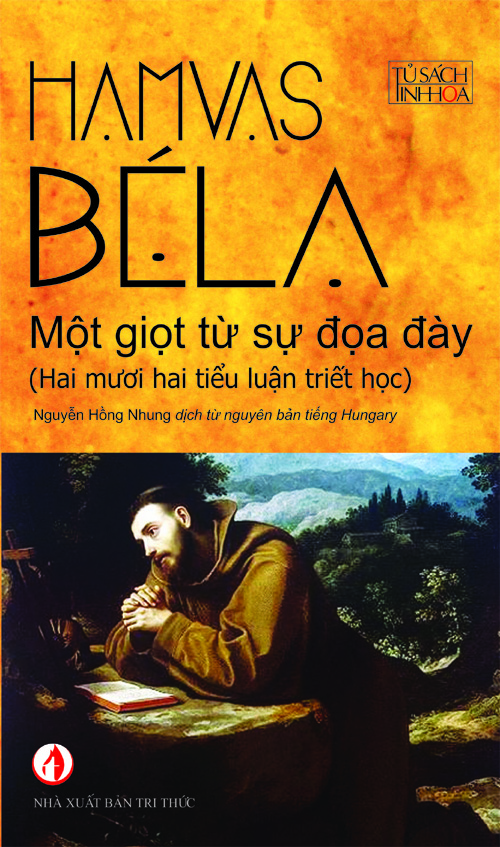 HAMVAS
TỦ SÁCH
TINH HOA
BÉLA
Một giọt từ sự đọa đày
(Hai mươi hai tiểu luận triết học)
Nguyễn Hồng Nhung dịch từ nguyên bản tiếng Hungary
NHÀ XUẤT BẢN TRI THỨC